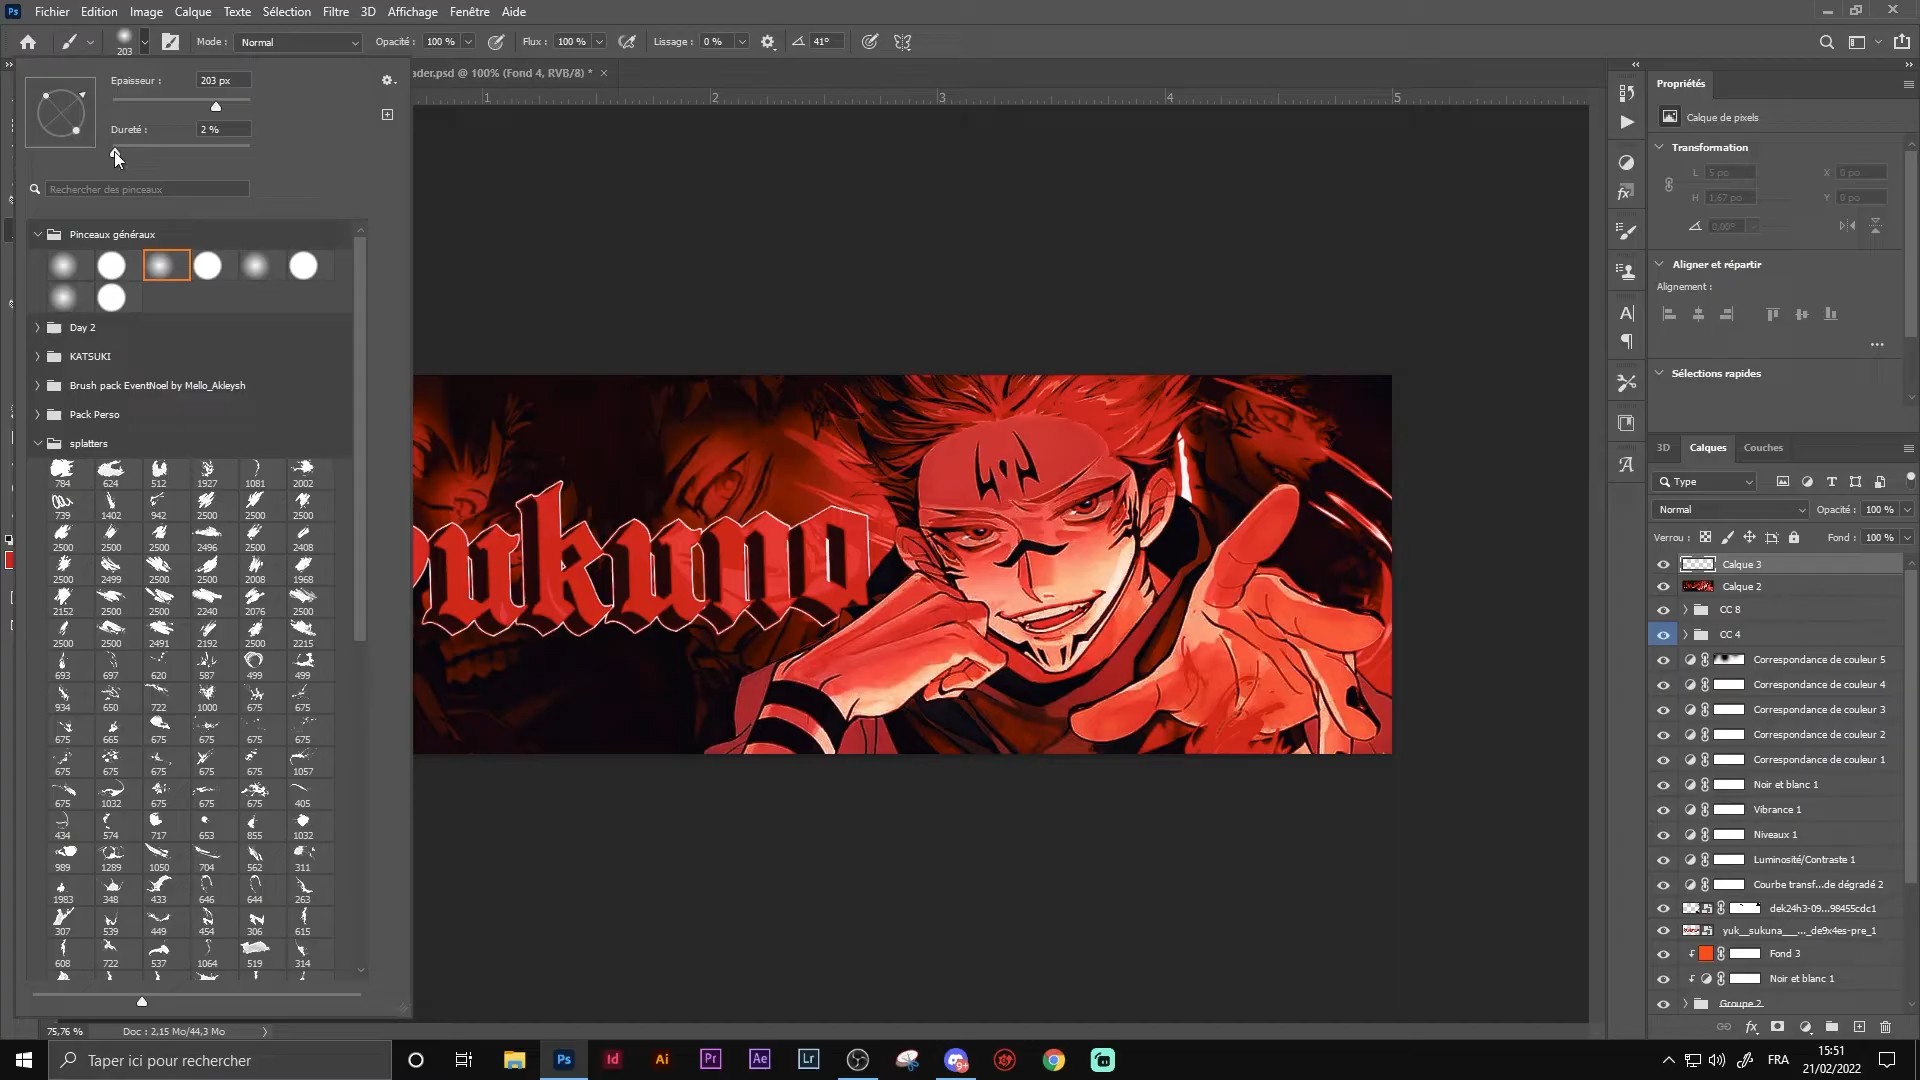 Ps Fichier Edition Image Calque Texte Sélection Filtre 3D Affichage Fenêtre Aide
203 Mode : Normal Opacité : 100 % Flux : 100 % Lissage : 0 % 41°
ader.psd @ 100% (Fond 4, RVB/8) * ×
Epaisseur : 203 px
Dureté : 2 %
Rechercher des pinceaux
1 2 3 4 5
Pinceaux généraux
Day 2
KATSUKI
Brush pack EventNoel by Mello_Akleysh
Pack Perso
splatters
784 624 512 1927 1081 2002
739 1402 942 2500 2500 2500
2500 2500 2500 2496 2500 2408
2500 2499 2500 2500 2008 1968
2152 2500 2500 2240 2076 2500
2500 2500 2491 2192 2500 2215
693 697 620 587 499 499
934 650 722 1000 675 675
675 665 675 675 675 675
675 675 675 675 675 1057
675 1032 675 675 675 405
434 574 717 653 855 1032
989 1289 1050 704 562 311
1983 348 433 646 644 263
307 539 449 454 306 615
608 722 537 1064 519 314
ukuno
Propriétés
Calque de pixels
Transformation
L 5 po X 0 po
H 1,67 po Y 0 po
0,00°
Aligner et répartir
Alignement :
Sélections rapides
3D Calques Couches
Type
Normal Opacité : 100 %
Verrou : Fond : 100 %
Calque 3
Calque 2
CC 8
CC 4
Correspondance de couleur 5
Correspondance de couleur 4
Correspondance de couleur 3
Correspondance de couleur 2
Correspondance de couleur 1
Noir et blanc 1
Vibrance 1
Niveaux 1
Luminosité/Contraste 1
Courbe transf...de dégradé 2
dek24h3-09...98455cdc1
yuk__sukuna___..._de9x4es-pre_1
Fond 3
Noir et blanc 1
Groupe 2
75,76 % Doc : 2,15 Mo/44,3 Mo
Taper ici pour rechercher
Ps Id Ai Pr Ae Lr 9+
FRA 15:51
21/02/2022